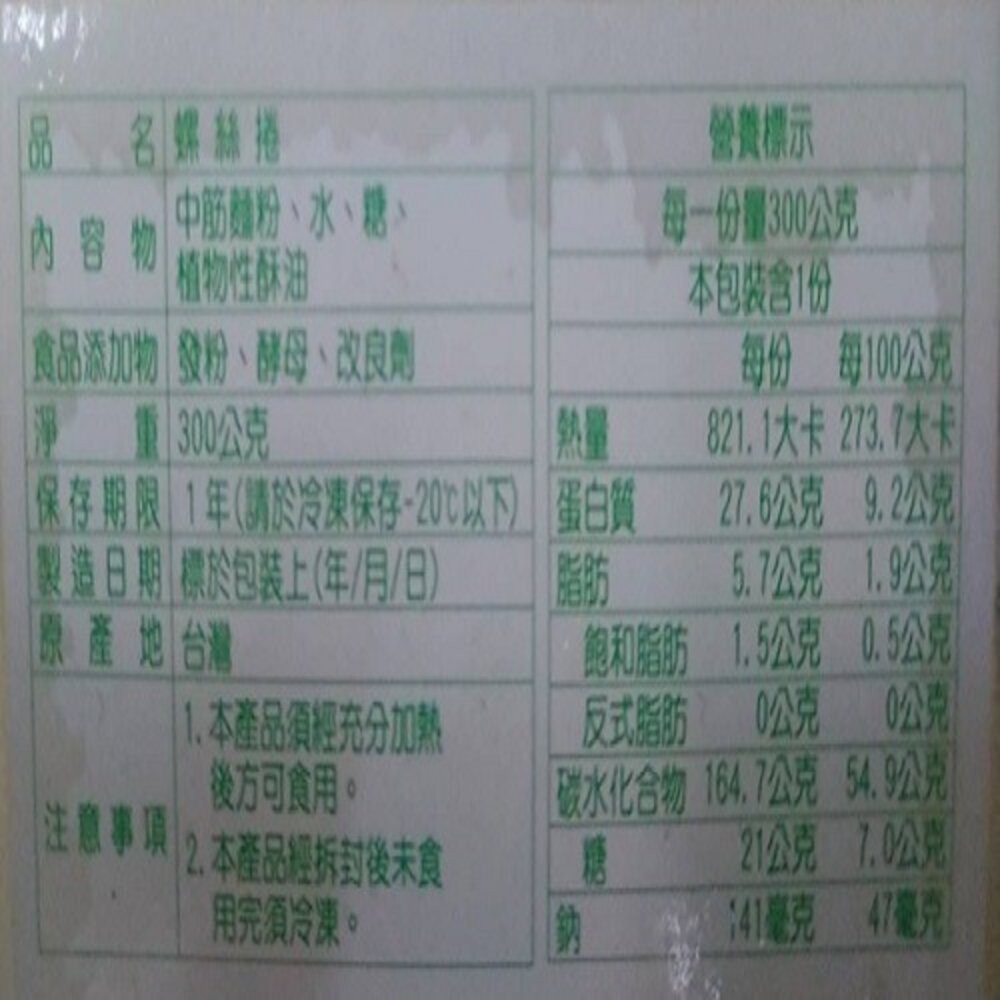 品名 螺絲捲
內容物 中筋麵粉、水、糖、
植物性酥油
食品添加物 發粉、酵母、改良劑
淨重 300公克
保存期限 1年(請於冷凍保存-20℃以下)
製造日期 標於包裝上(年/月/日)
原產地 台灣
注意事項
1.本產品須經充分加熱
後方可食用。
2.本產品經拆封後未食
用完須冷凍。
營養標示
每一份量300公克
本包裝含1份
每份 每100公克
熱量 821.1大卡 273.7大卡
蛋白質 27.6公克 9.2公克
脂肪 5.7公克 1.9公克
飽和脂肪 1.5公克 0.5公克
反式脂肪 0公克 0公克
碳水化合物 164.7公克 54.9公克
糖 21公克 7.0公克
鈉 141毫克 47毫克